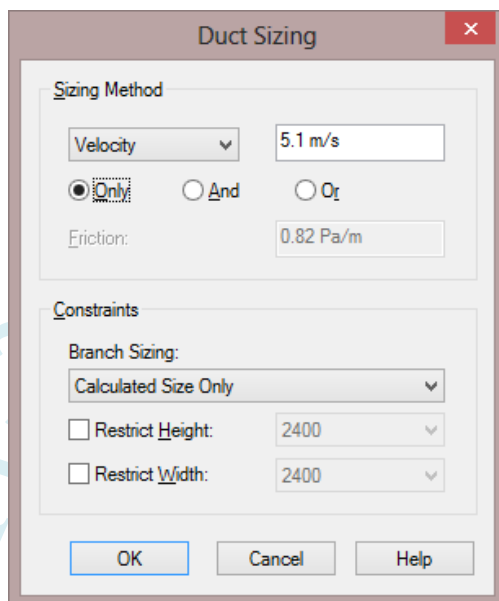 Duct Sizing
Sizing Method
Velocity 5.1 m/s
Only And Or
Friction: 0.82 Pa/m
Constraints
Branch Sizing:
Calculated Size Only
Restrict Height: 2400
Restrict Width: 2400
OK Cancel Help